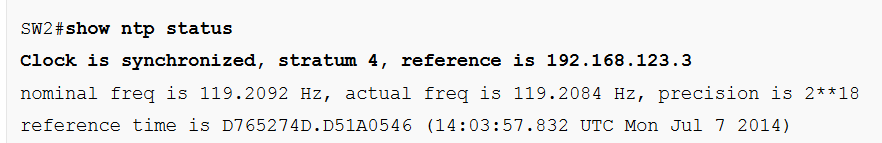 SW2#show ntp status
Clock is synchronized, stratum 4, reference is 192.168.123.3
nominal freq is 119.2092 Hz, actual freq is 119.2084 Hz, precision is 2**18
reference time is D765274D.D51A0546 (14:03:57.832 UTC Mon Jul 7 2014)